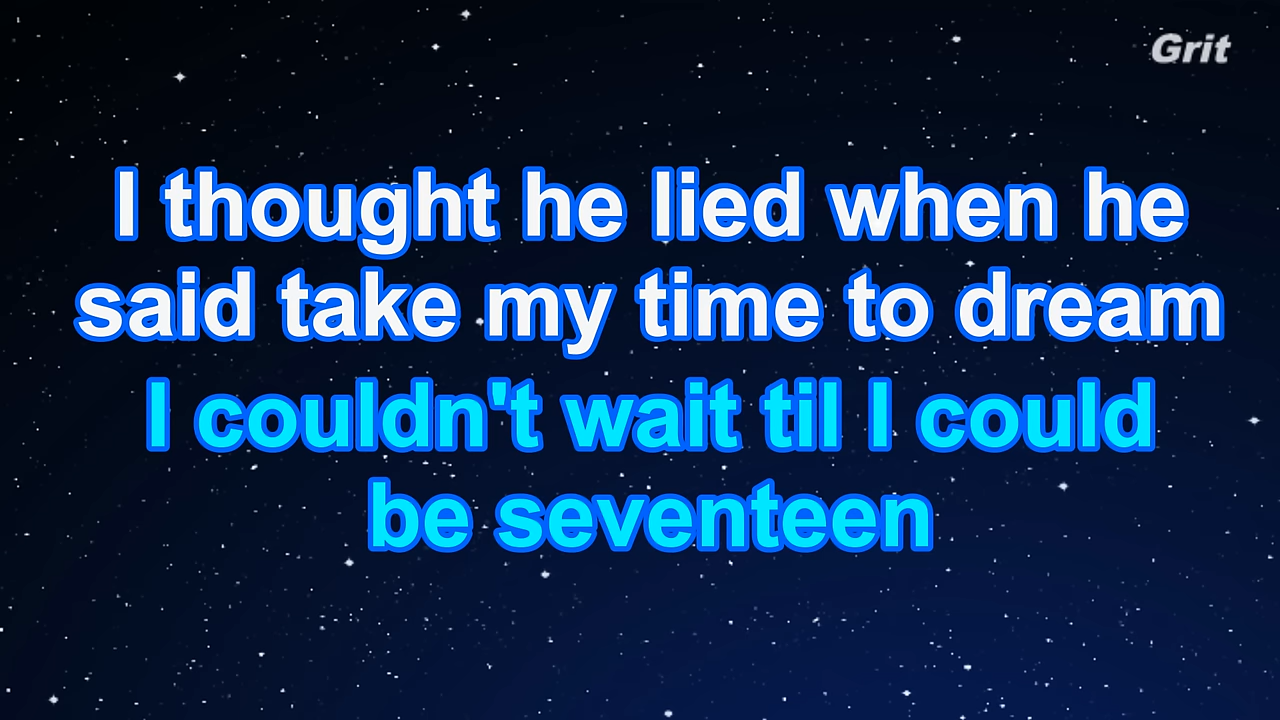 Grit
I thought he lied when he
said take my time to dream
I couldn't wait til I could
be seventeen